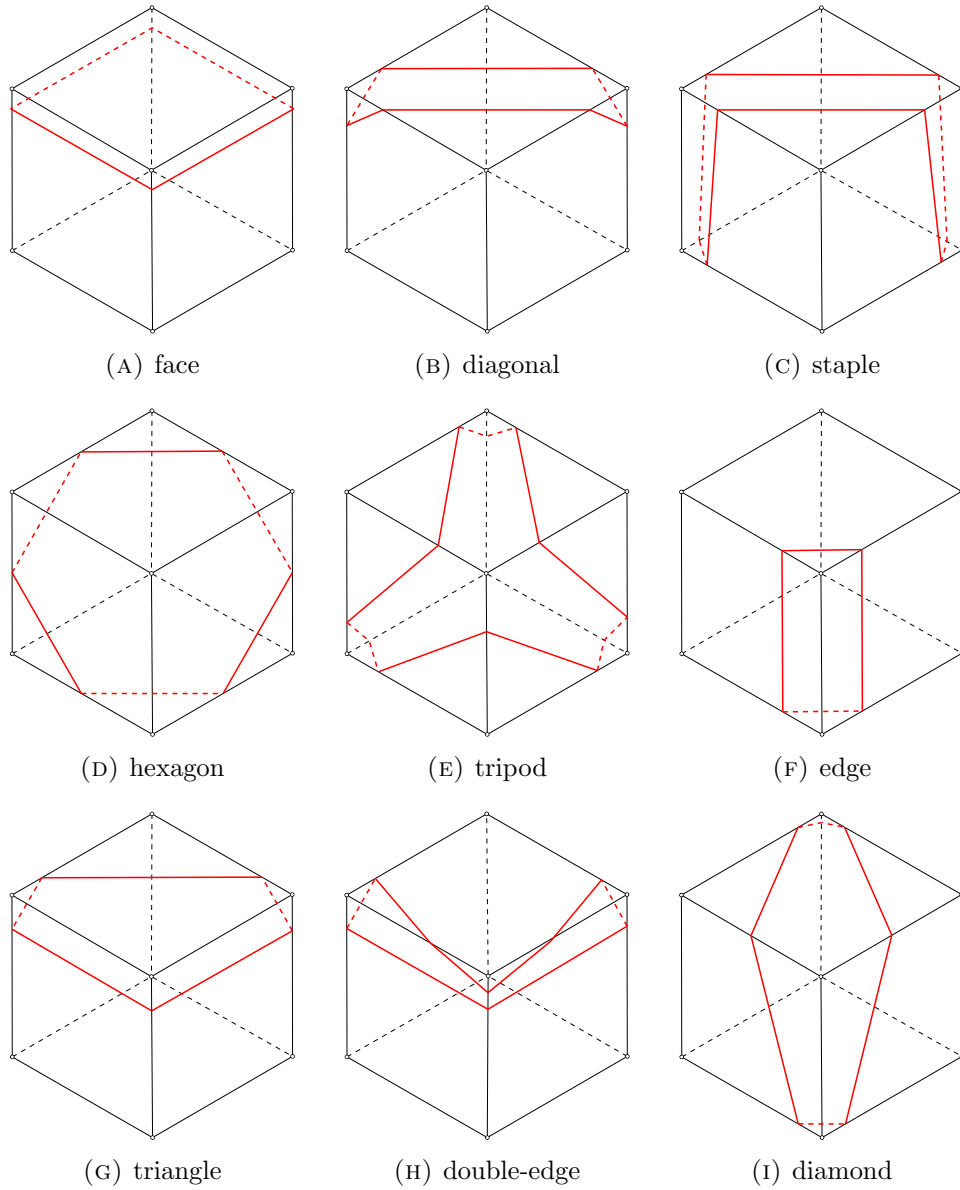 (A) face
(B) diagonal
(C) staple
(D) hexagon
(E) tripod
(F) edge
(G) triangle
(H) double-edge
(I) diamond